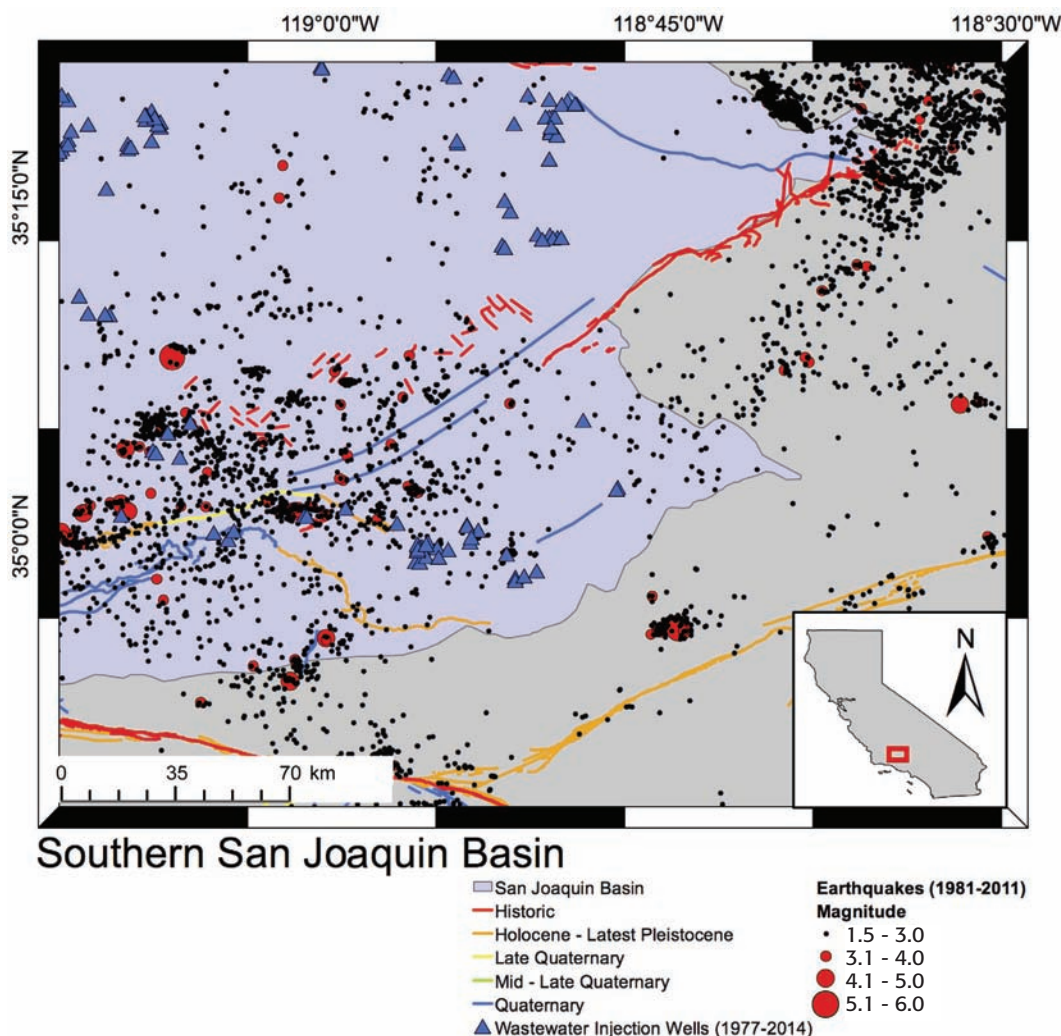 119°0'0"W 118°45'0"W 118°30'0"W
35°15'0"N
35°0'0"N
N
0 35 70 km
Southern San Joaquin Basin
San Joaquin Basin
Historic
Holocene - Latest Pleistocene
Late Quaternary
Mid - Late Quaternary
Quaternary
Wastewater Injection Wells (1977-2014)
Earthquakes (1981-2011)
Magnitude
1.5 - 3.0
3.1 - 4.0
4.1 - 5.0
5.1 - 6.0